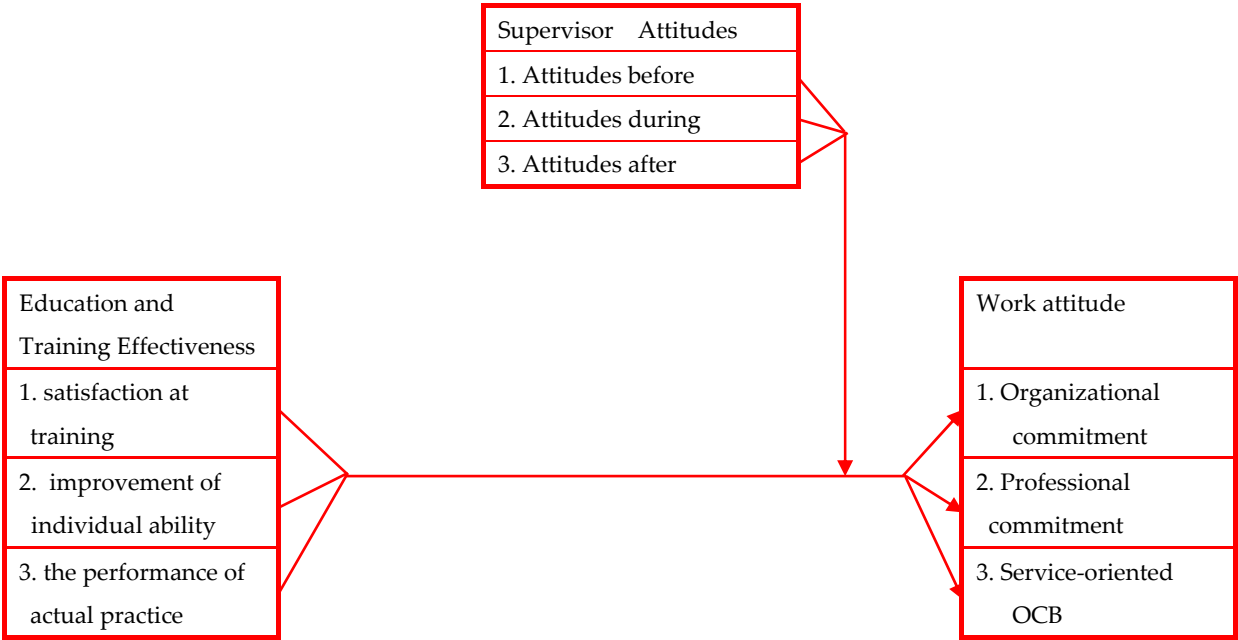 Supervisor Attitudes
1. Attitudes before
2. Attitudes during
3. Attitudes after
Education and
Training Effectiveness
1. satisfaction at
training
2. improvement of
individual ability
3. the performance of
actual practice
Work attitude
1. Organizational
commitment
2. Professional
commitment
3. Service-oriented
OCB